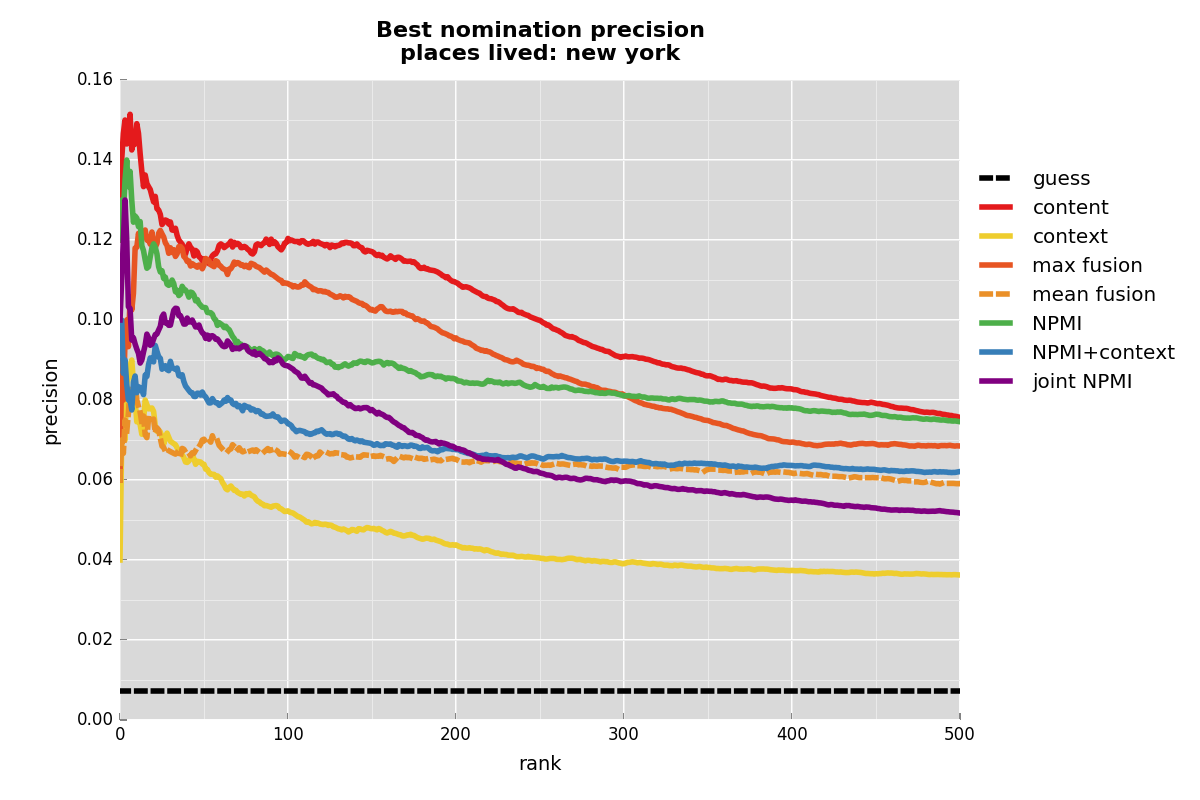 Best nomination precision
places lived: new york
precision
0.16
0.14
0.12
0.10
0.08
0.06
0.04
0.02
0.00
0
100
200
300
400
500
rank
guess
content
context
max fusion
mean fusion
NPMI
NPMI+context
joint NPMI